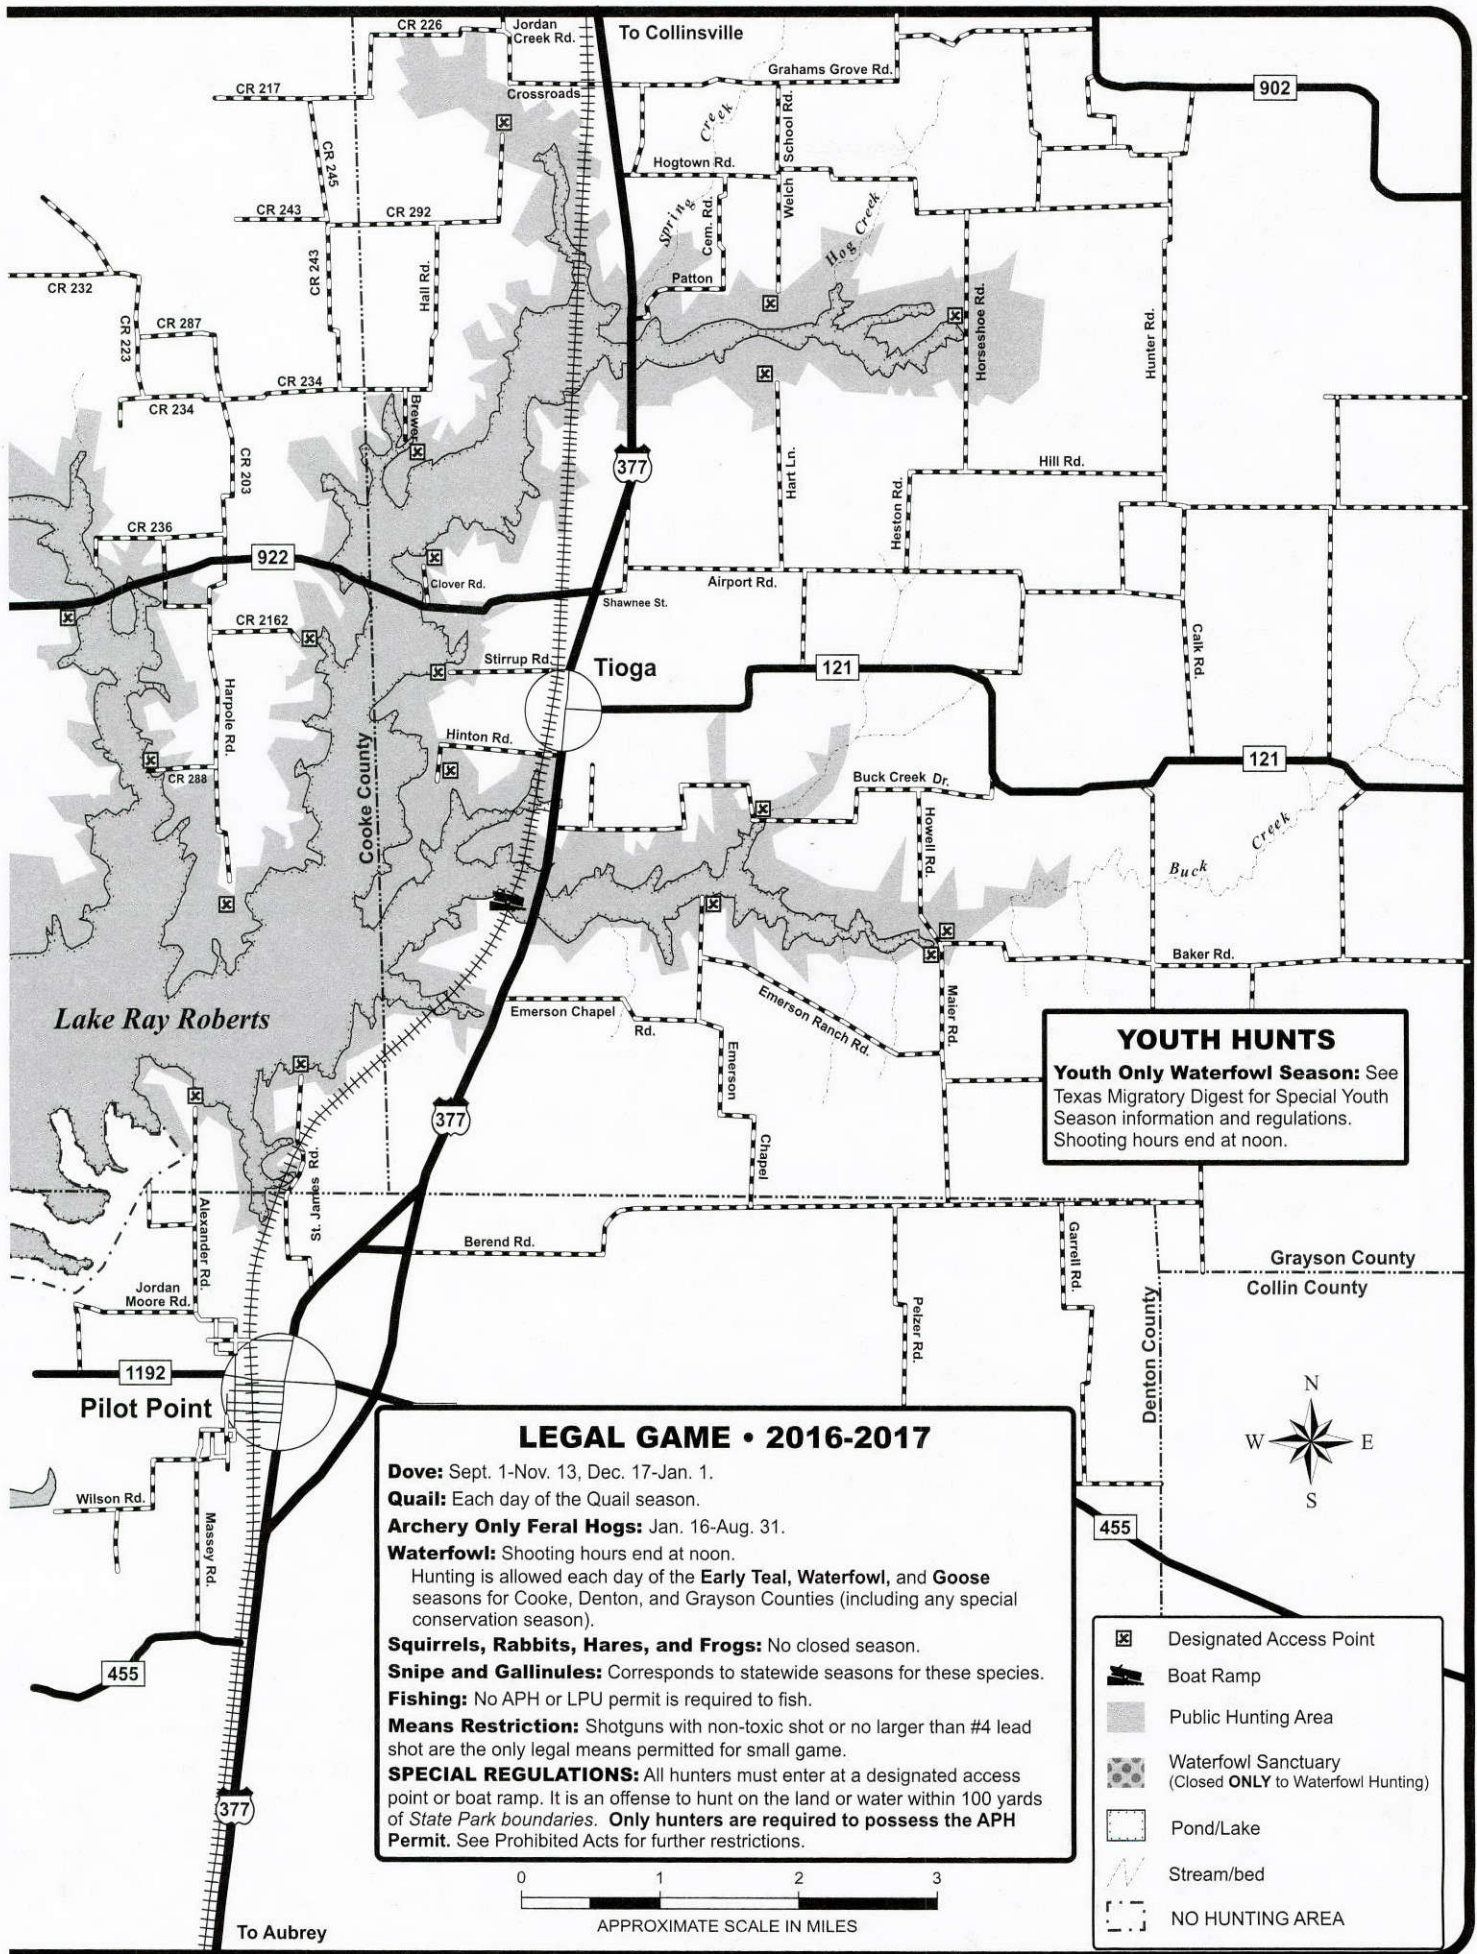 CR 226
Jordan
Creek Rd.
To Collinsville
Grahams Grove Rd.
CR 217
Crossroads
902
CR 245
Creek
School Rd.
Hogtown Rd.
CR 243
CR 292
Spring
Cem. Rd.
Welch
Hog Creek
CR 232
CR 243
Hall Rd.
Patton
CR 223
CR 287
Horseshoe Rd.
Hunter Rd.
CR 234
CR 234
Brewer
CR 203
377
Hart Ln.
Hill Rd.
Heston Rd.
CR 236
922
Clover Rd.
Airport Rd.
Shawnee St.
CR 2162
Calk Rd.
Stirrup Rd.
Tioga
121
Harpole Rd.
Hinton Rd.
CR 288
Cooke County
Buck Creek Dr.
121
Howell Rd.
Buck
Creek
Baker Rd.
Lake Ray Roberts
Emerson Chapel
Rd.
Emerson Ranch Rd.
Maier Rd.
Emerson
Chapel
377
YOUTH HUNTS
Youth Only Waterfowl Season: See
Texas Migratory Digest for Special Youth
Season information and regulations.
Shooting hours end at noon.
Alexander Rd.
St. James Rd.
Berend Rd.
Garrell Rd.
Grayson County
Collin County
Jordan
Moore Rd.
Pelzer Rd.
Denton County
1192
Pilot Point
N
W
E
S
Wilson Rd.
Massey Rd.
455
LEGAL GAME • 2016-2017
Dove: Sept. 1-Nov. 13, Dec. 17-Jan. 1.
Quail: Each day of the Quail season.
Archery Only Feral Hogs: Jan. 16-Aug. 31.
Waterfowl: Shooting hours end at noon.
Hunting is allowed each day of the Early Teal, Waterfowl, and Goose
seasons for Cooke, Denton, and Grayson Counties (including any special
conservation season).
Squirrels, Rabbits, Hares, and Frogs: No closed season.
Snipe and Gallinules: Corresponds to statewide seasons for these species.
Fishing: No APH or LPU permit is required to fish.
Means Restriction: Shotguns with non-toxic shot or no larger than #4 lead
shot are the only legal means permitted for small game.
SPECIAL REGULATIONS: All hunters must enter at a designated access
point or boat ramp. It is an offense to hunt on the land or water within 100 yards
of State Park boundaries. Only hunters are required to possess the APH
Permit. See Prohibited Acts for further restrictions.
455
377
Designated Access Point
Boat Ramp
Public Hunting Area
Waterfowl Sanctuary
(Closed ONLY to Waterfowl Hunting)
Pond/Lake
Stream/bed
NO HUNTING AREA
0 1 2 3
APPROXIMATE SCALE IN MILES
To Aubrey